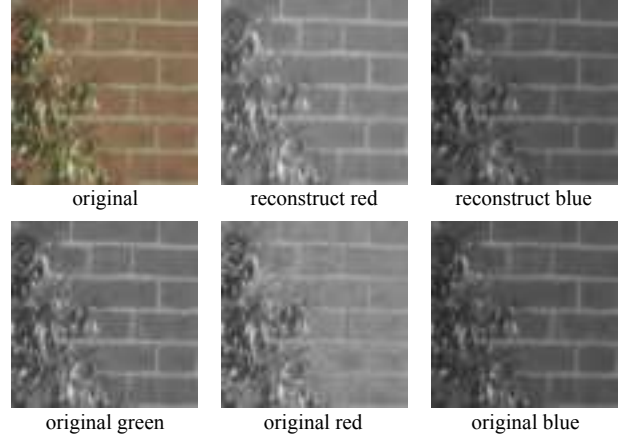 original
reconstruct red
reconstruct blue
original green
original red
original blue